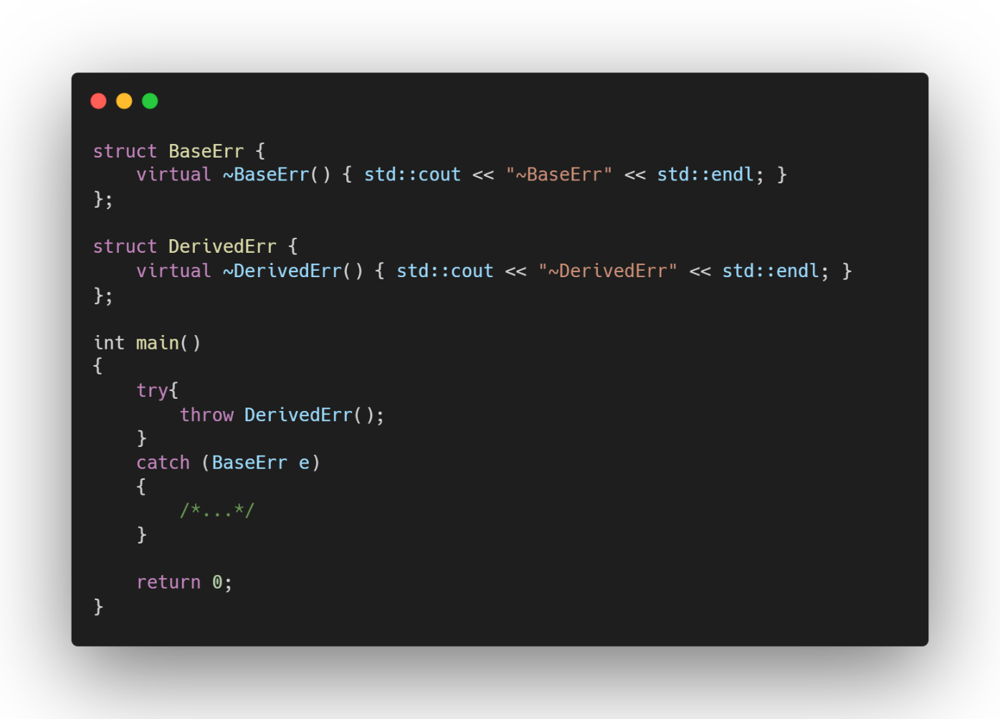 struct BaseErr {
    virtual ~BaseErr() { std::cout << "~BaseErr" << std::endl; }
};

struct DerivedErr {
    virtual ~DerivedErr() { std::cout << "~DerivedErr" << std::endl; }
};

int main()
{
    try{
        throw DerivedErr();
    }
    catch (BaseErr e)
    {
        /*...*/
    }

    return 0;
}